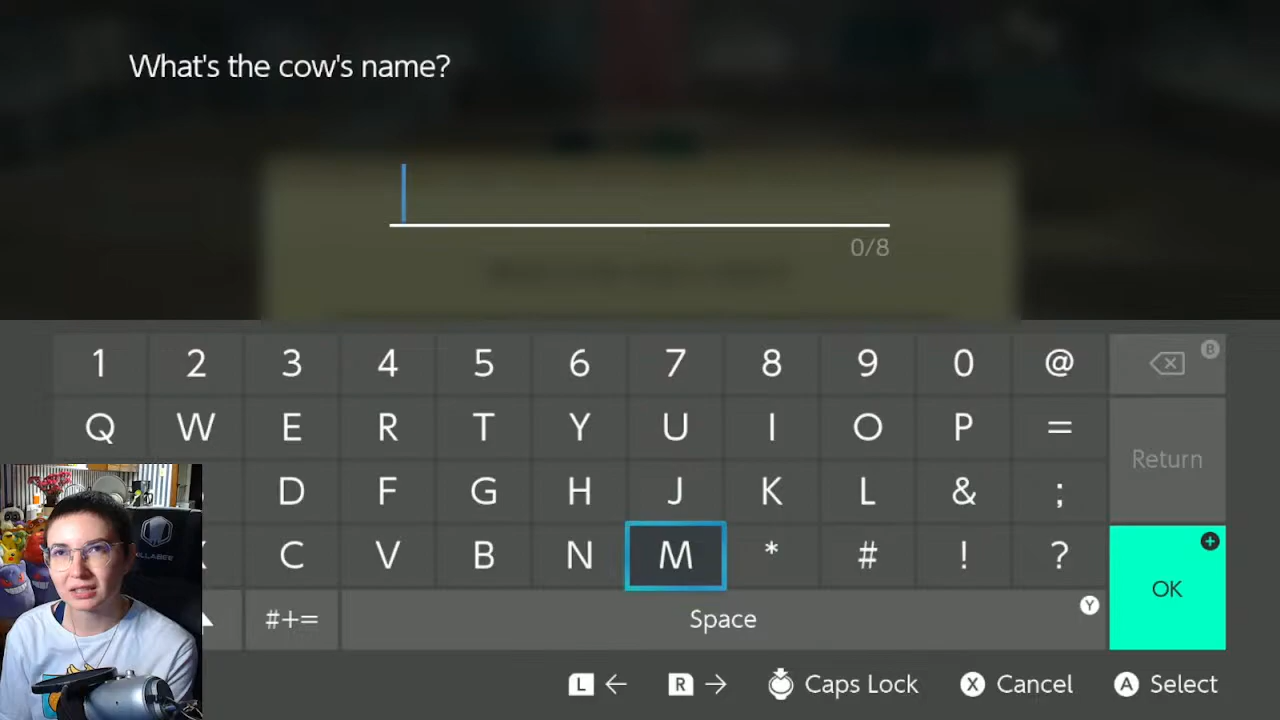 What's the cow's name?
0/8
1 2 3 4 5 6 7 8 9 0 @ B
Q W E R T Y U I O P =
Return
D F G H J K L & ;
C V B N M * # ! ?
OK
#+= Space Y
L ← R → Caps Lock X Cancel A Select